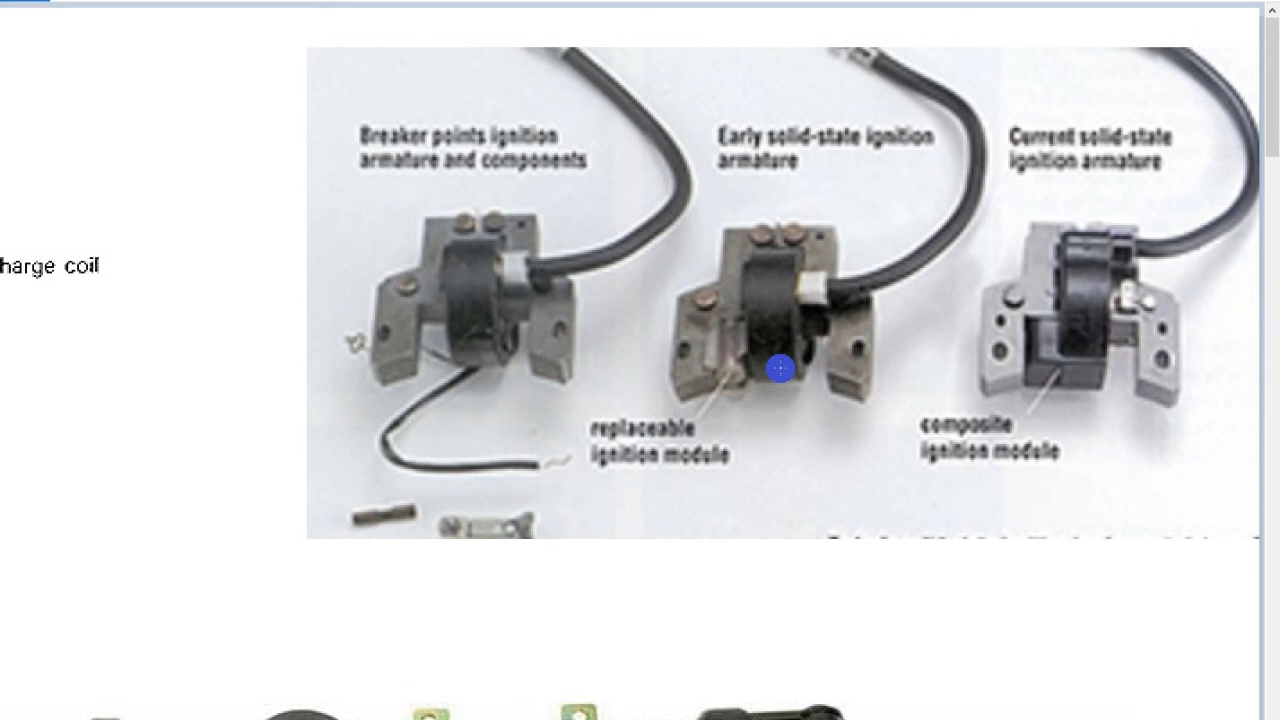 Breaker points ignition
armature and components
Early solid-state ignition
armature
Current solid-state
ignition armature
harge coil
replaceable
ignition module
composite
ignition module